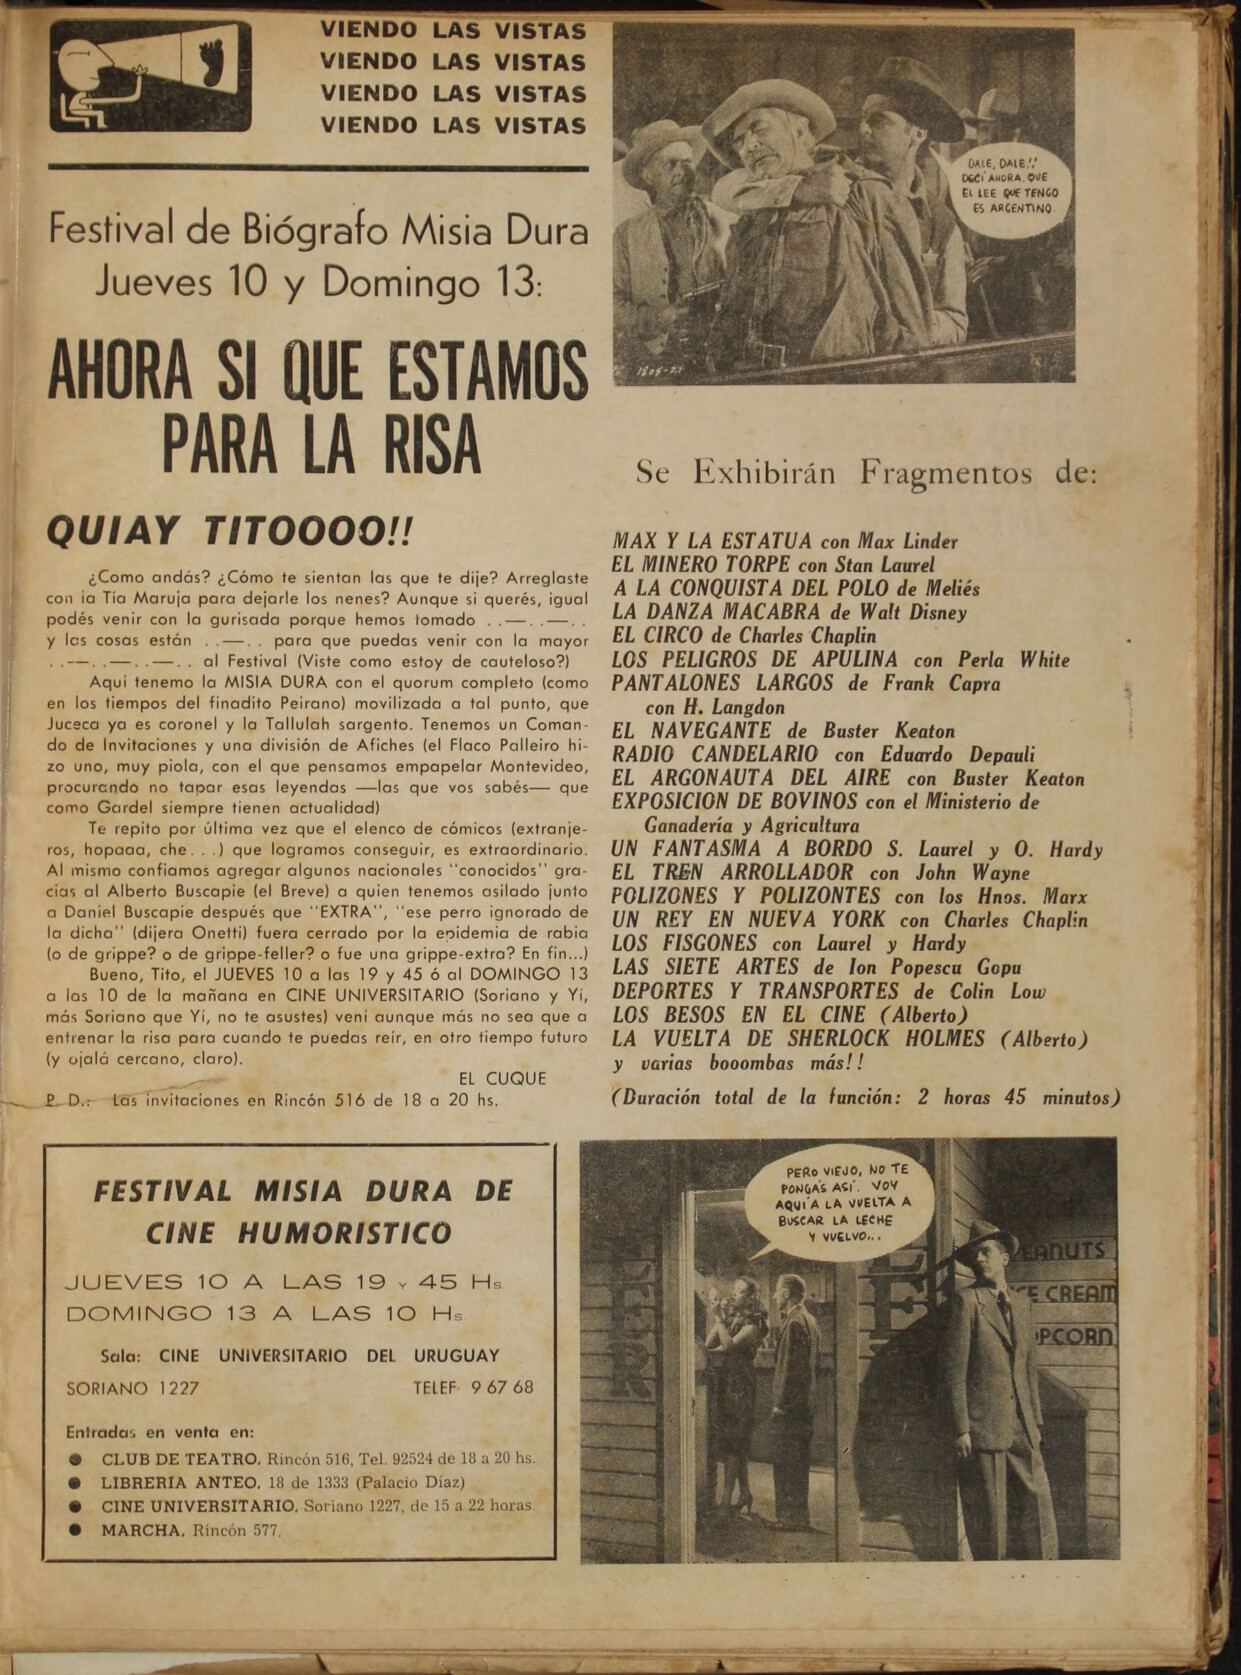 VIENDO LAS VISTAS
VIENDO LAS VISTAS
VIENDO LAS VISTAS
VIENDO LAS VISTAS
Festival de Biógrafo Misia Dura
Jueves 10 y Domingo 13:
AHORA SI QUE ESTAMOS
PARA LA RISA
QUIAY TITOOOO!!
¿Como andás? ¿Cómo te sientan las que te dije? Arreglaste
con la Tía Maruja para dejarle los nenes? Aunque si querés, igual
podés venir con la gurisada porque hemos tomado . .—. .—. .
y las cosas están . .—. . para que puedas venir con la mayor
. .—. .—. .—. . al Festival (Viste como estoy de cauteloso?)
Aquí tenemo la MISIA DURA con el quorum completo (como
en los tiempos del finadito Peirano) movilizada a tal punto, que
Juceca ya es coronel y la Tallulah sargento. Tenemos un Coman-
do de Invitaciones y una división de Afiches (el Flaco Palleiro hi-
zo uno, muy piola, con el que pensamos empapelar Montevideo,
procurando no tapar esas leyendas —las que vos sabés— que
como Gardel siempre tienen actualidad)
Te repito por última vez que el elenco de cómicos (extranje-
ros, hopaaa, che. . .) que logramos conseguir, es extraordinario.
Al mismo confiamos agregar algunos nacionales "conocidos" gra-
cias al Alberto Buscapie (el Breve) a quien tenemos asilado junto
a Daniel Buscapie después que "EXTRA", "ese perro ignorado de
la dicha" (dijera Onetti) fuera cerrado por la epidemia de rabia
(o de grippe? o de grippe-feller? o fue una grippe-extra? En fin...)
Bueno, Tito, el JUEVES 10 a las 19 y 45 ó al DOMINGO 13
a las 10 de la mañana en CINE UNIVERSITARIO (Soriano y Yí,
más Soriano que Yí, no te asustes) vení aunque más no sea que a
entrenar la risa para cuando te puedas reír, en otro tiempo futuro
(y ojalá cercano, claro).
EL CUQUE
P. D.: Las invitaciones en Rincón 516 de 18 a 20 hs.
DALE, DALE!!
DECÍ AHORA QUE
EL LEE QUE TENGO
ES ARGENTINO.
1805-21
Se Exhibirán Fragmentos de:
MAX Y LA ESTATUA con Max Linder
EL MINERO TORPE con Stan Laurel
A LA CONQUISTA DEL POLO de Meliés
LA DANZA MACABRA de Walt Disney
EL CIRCO de Charles Chaplin
LOS PELIGROS DE APULINA con Perla White
PANTALONES LARGOS de Frank Capra
con H. Langdon
EL NAVEGANTE de Buster Keaton
RADIO CANDELARIO con Eduardo Depauli
EL ARGONAUTA DEL AIRE con Buster Keaton
EXPOSICION DE BOVINOS con el Ministerio de
Ganadería y Agricultura
UN FANTASMA A BORDO S. Laurel y O. Hardy
EL TREN ARROLLADOR con John Wayne
POLIZONES Y POLIZONTES con los Hnos. Marx
UN REY EN NUEVA YORK con Charles Chaplin
LOS FISGONES con Laurel y Hardy
LAS SIETE ARTES de Ion Popescu Gopu
DEPORTES Y TRANSPORTES de Colin Low
LOS BESOS EN EL CINE (Alberto)
LA VUELTA DE SHERLOCK HOLMES (Alberto)
y varias booombas más!!
(Duración total de la función: 2 horas 45 minutos)
FESTIVAL MISIA DURA DE
CINE HUMORISTICO
JUEVES 10 A LAS 19 Y 45 Hs
DOMINGO 13 A LAS 10 Hs
Sala: CINE UNIVERSITARIO DEL URUGUAY
SORIANO 1227 TELEF. 9 67 68
Entradas en venta en:
● CLUB DE TEATRO, Rincón 516, Tel. 92524 de 18 a 20 hs.
● LIBRERIA ANTEO, 18 de 1333 (Palacio Díaz)
● CINE UNIVERSITARIO, Soriano 1227, de 15 a 22 horas.
● MARCHA, Rincón 577.
PERO VIEJO, NO TE
PONGÁS ASÍ. VOY
AQUÍ A LA VUELTA A
BUSCAR LA LECHE
Y VUELVO...
PEANUTS
ICE CREAM
POPCORN